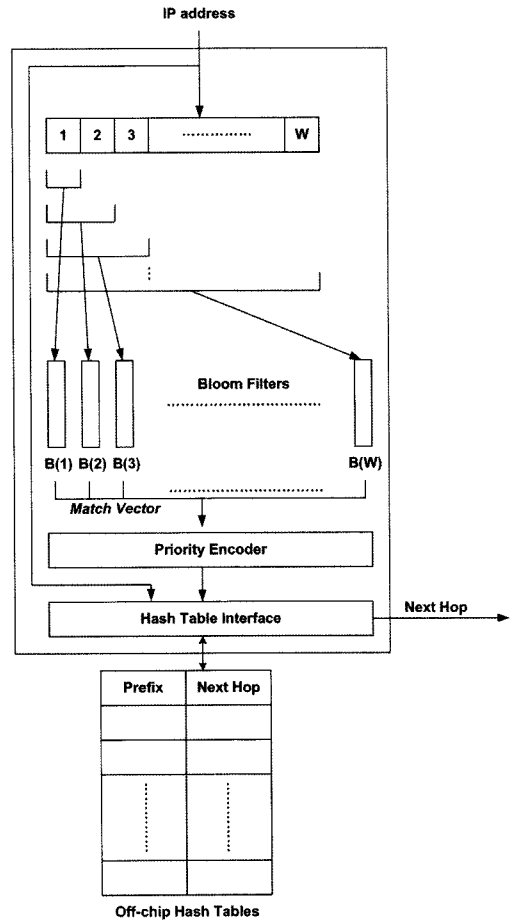 IP address
1 2 3 W
Bloom Filters
B(1) B(2) B(3) B(W)
Match Vector
Priority Encoder
Hash Table Interface
Next Hop
Prefix Next Hop
Off-chip Hash Tables